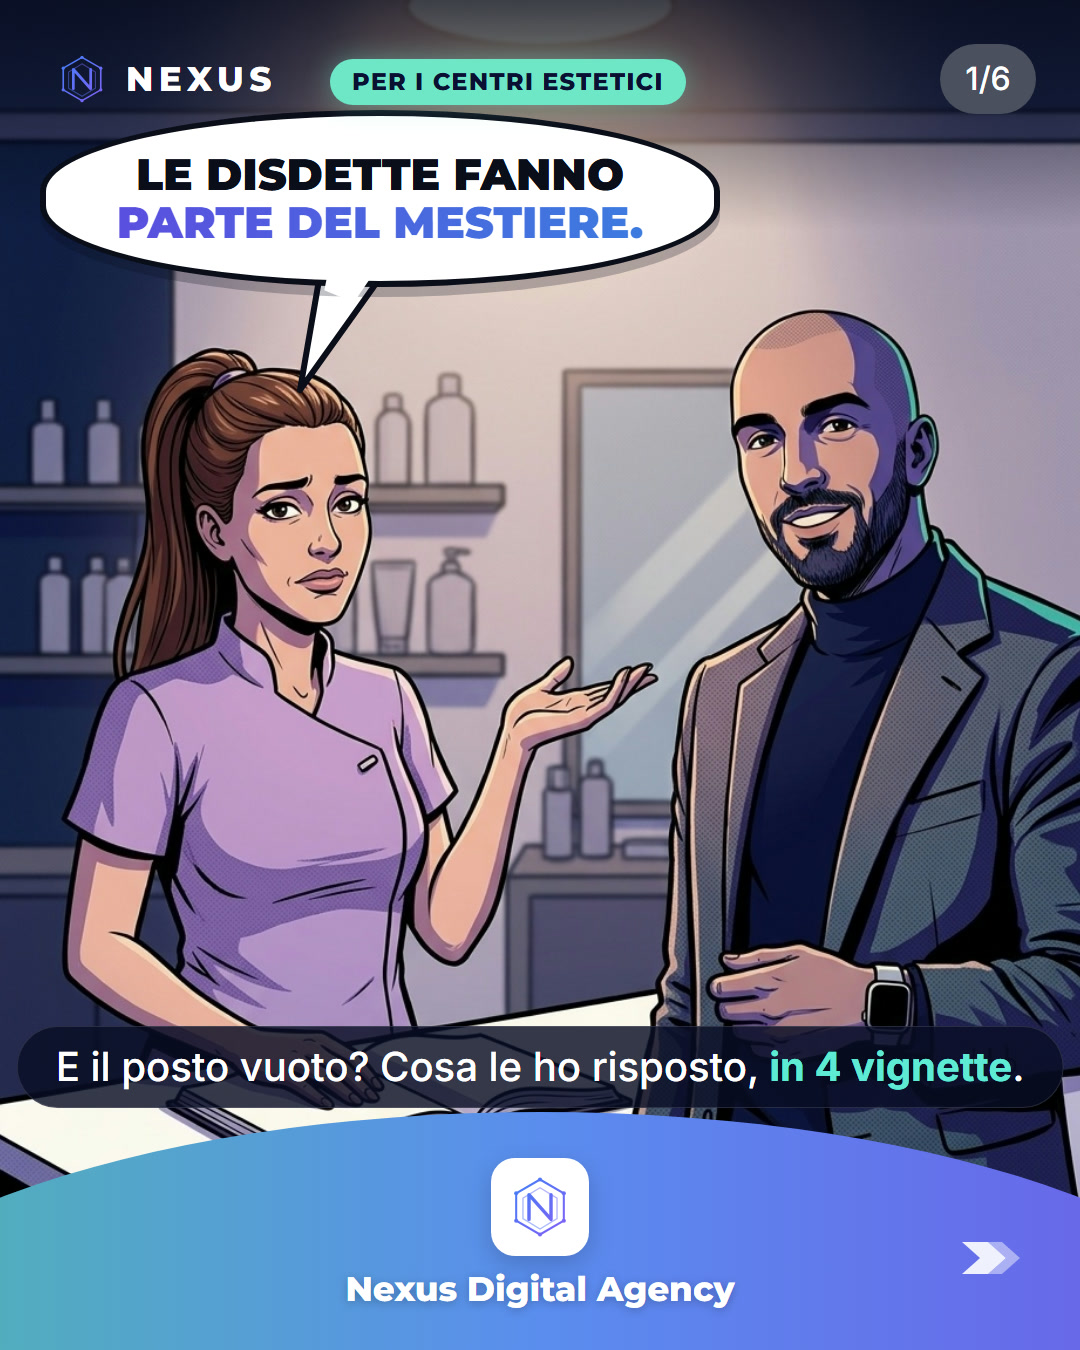 NEXUS
PER I CENTRI ESTETICI
1/6
LE DISDETTE FANNO
PARTE DEL MESTIERE.
E il posto vuoto? Cosa le ho risposto, in 4 vignette.
N
Nexus Digital Agency